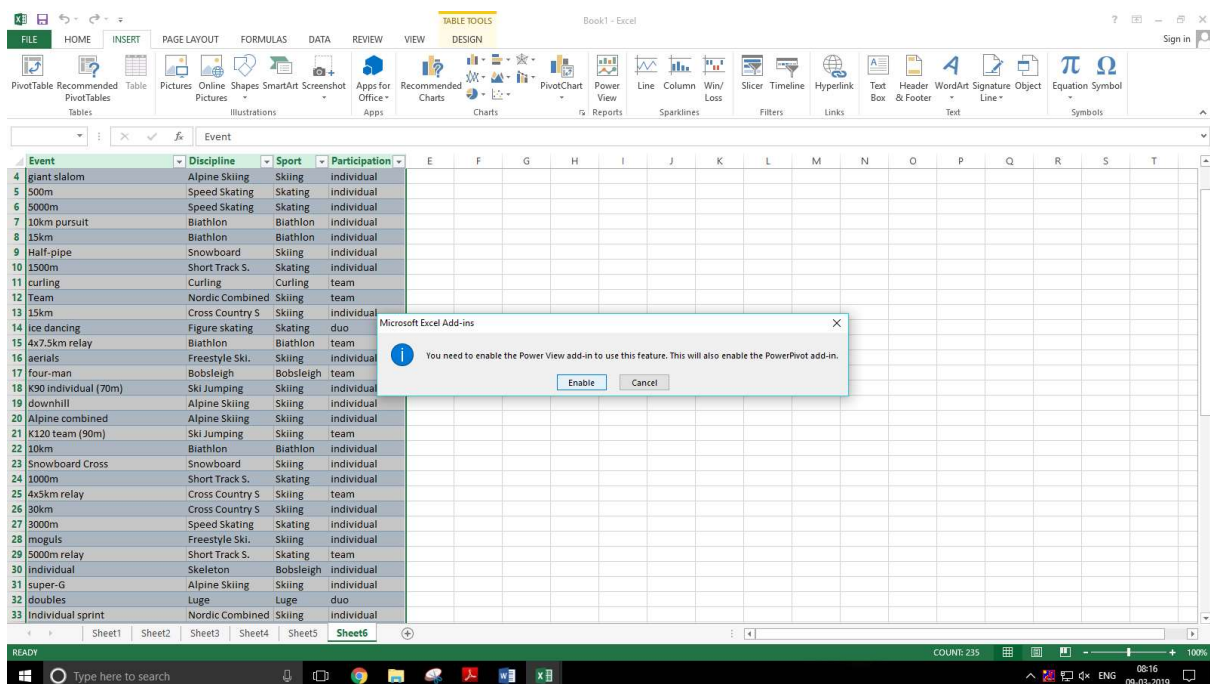 TABLE TOOLS
Book1 - Excel
?
FILE HOME INSERT PAGE LAYOUT FORMULAS DATA REVIEW VIEW DESIGN
Sign in
PivotTable Recommended PivotTables Table
Pictures Online Pictures Shapes SmartArt Screenshot
Apps for Office
Recommended Charts
PivotChart
Power View
Line Column Win/Loss
Slicer Timeline
Hyperlink
Text Box Header & Footer WordArt Signature Line Object
Equation Symbol
Tables Illustrations Apps Charts Reports Sparklines Filters Links Text Symbols
fx Event
Event Discipline Sport Participation E F G H I J K L M N O P Q R S T
4 giant slalom Alpine Skiing Skiing individual
5 500m Speed Skating Skating individual
6 5000m Speed Skating Skating individual
7 10km pursuit Biathlon Biathlon individual
8 15km Biathlon Biathlon individual
9 Half-pipe Snowboard Skiing individual
10 1500m Short Track S. Skating individual
11 curling Curling Curling team
12 Team Nordic Combined Skiing team
13 15km Cross Country S Skiing individual
14 ice dancing Figure skating Skating duo
15 4x7.5km relay Biathlon Biathlon team
16 aerials Freestyle Ski. Skiing individual
17 four-man Bobsleigh Bobsleigh team
18 K90 individual (70m) Ski Jumping Skiing individual
19 downhill Alpine Skiing Skiing individual
20 Alpine combined Alpine Skiing Skiing individual
21 K120 team (90m) Ski Jumping Skiing team
22 10km Biathlon Biathlon individual
23 Snowboard Cross Snowboard Skiing individual
24 1000m Short Track S. Skating individual
25 4x5km relay Cross Country S Skiing team
26 30km Cross Country S Skiing individual
27 3000m Speed Skating Skating individual
28 moguls Freestyle Ski. Skiing individual
29 5000m relay Short Track S. Skating team
30 individual Skeleton Bobsleigh individual
31 super-G Alpine Skiing Skiing individual
32 doubles Luge Luge duo
33 Individual sprint Nordic Combined Skiing individual
Microsoft Excel Add-ins
You need to enable the Power View add-in to use this feature. This will also enable the PowerPivot add-in.
Enable Cancel
Sheet1 Sheet2 Sheet3 Sheet4 Sheet5 Sheet6
READY
COUNT: 235
100%
Type here to search
ENG
08:16
09-03-2019